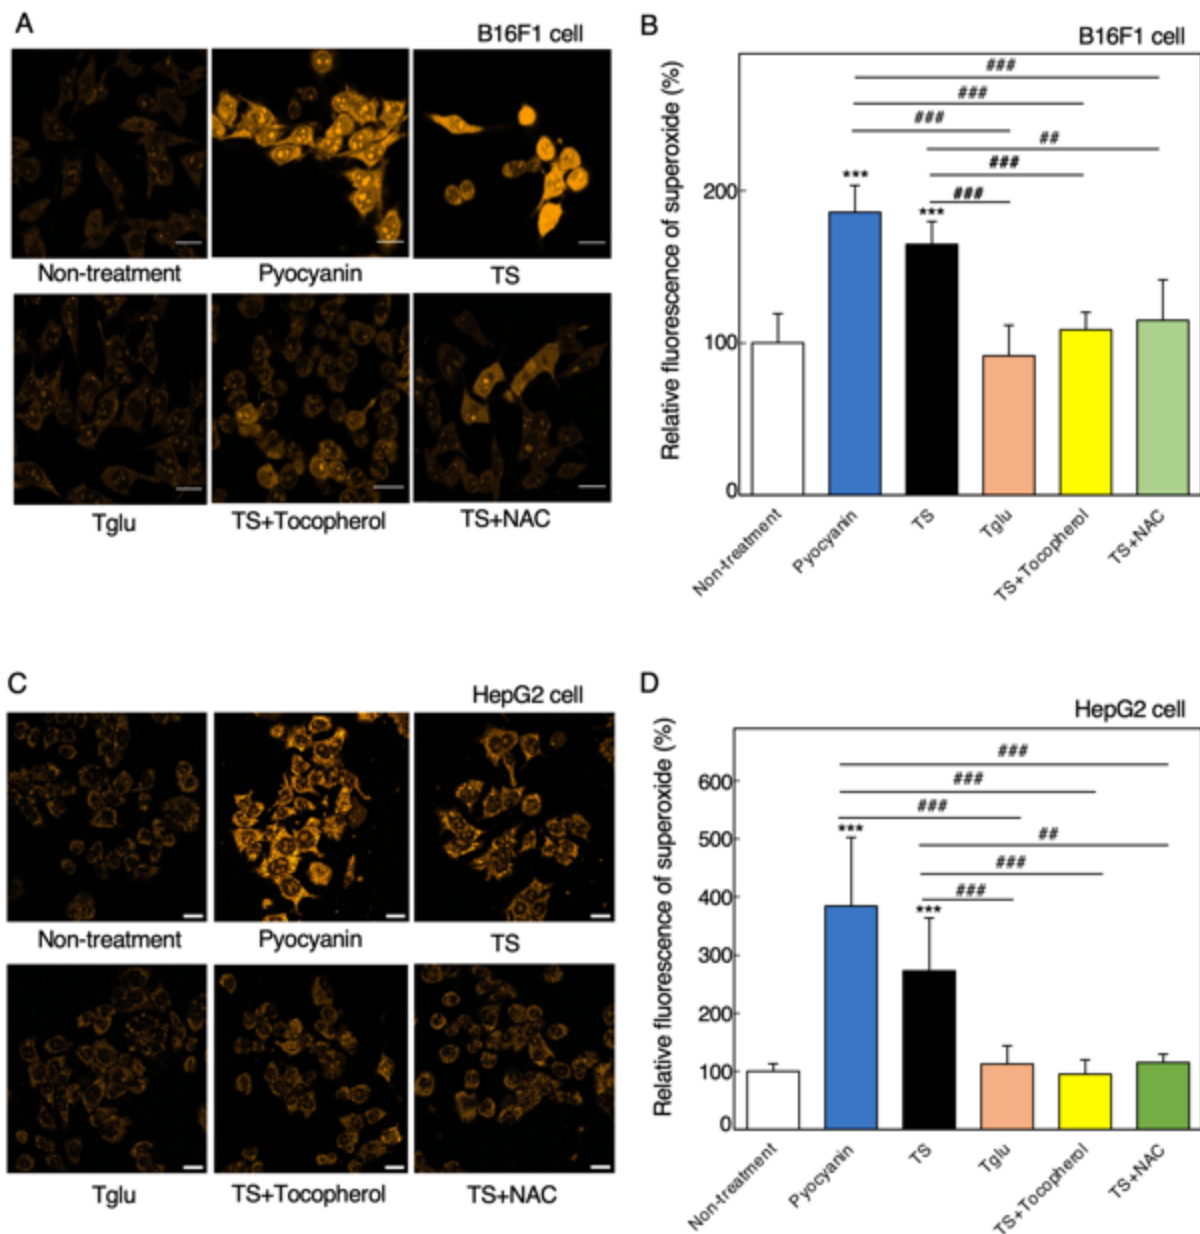 A
B16F1 cell
Non-treatment
Pyocyanin
TS
Tglu
TS+Tocopherol
TS+NAC
B
B16F1 cell
Relative fluorescence of superoxide (%)
###
###
###
##
###
###
***
***
200
100
0
Non-treatment
Pyocyanin
TS
Tglu
TS+Tocopherol
TS+NAC
C
HepG2 cell
Non-treatment
Pyocyanin
TS
Tglu
TS+Tocopherol
TS+NAC
D
HepG2 cell
Relative fluorescence of superoxide (%)
###
###
###
##
###
###
***
***
600
500
400
300
200
100
0
Non-treatment
Pyocyanin
TS
Tglu
TS+Tocopherol
TS+NAC